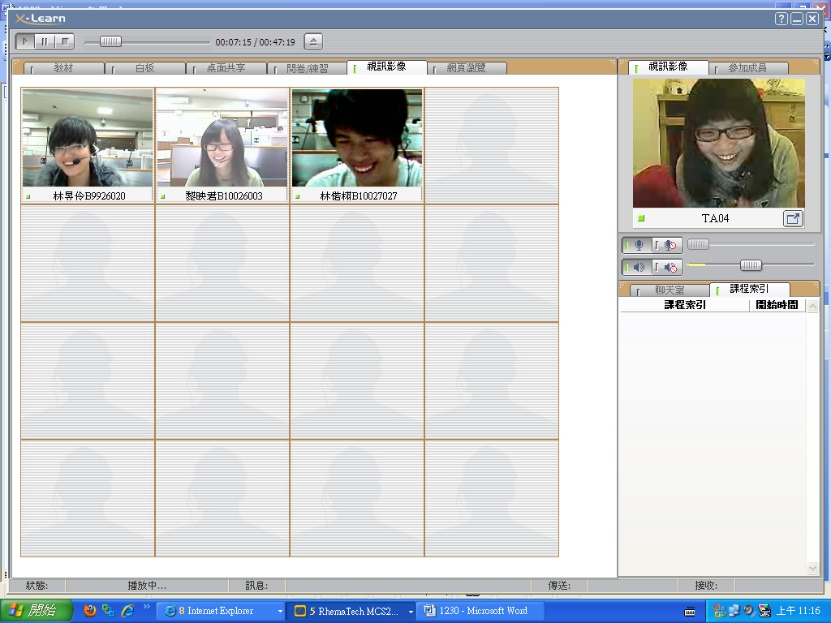 X-Learn
00:07:15 / 00:47:19
教材
白板
桌面共享
問卷/練習
視訊影像
網頁瀏覽
視訊影像
參加成員
林昱伶B9926020
黎映君B10026003
林偕栩B10027027
TA04
聊天室
課程索引
課程索引
開始時間
狀態:
播放中...
訊息:
傳送:
接收:
開始
8 Internet Explorer
5 RhemaTech MCS2...
1230 - Microsoft Word
上午 11:16